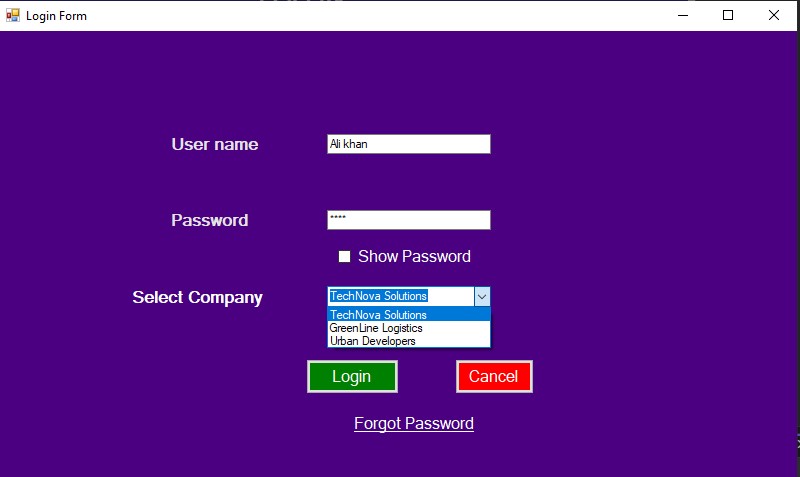 Login Form
User name
Ali khan
Password
****
Show Password
Select Company
TechNova Solutions
TechNova Solutions
GreenLine Logistics
Urban Developers
Login
Cancel
Forgot Password